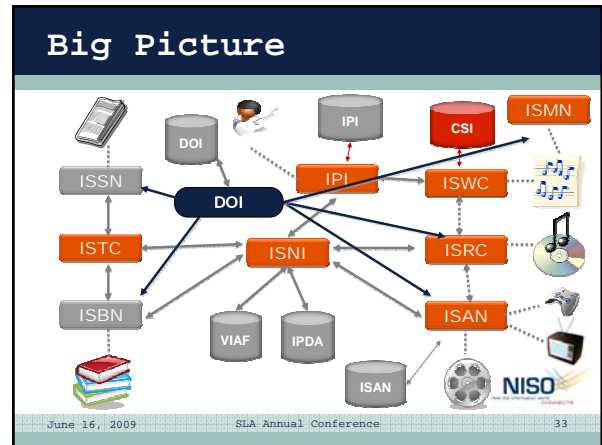 Big Picture
ISMN
IPI
CSI
DOI
ISSN
IPI
ISWC
DOI
ISTC
ISNI
ISRC
ISBN
ISAN
VIAF
IPDA
ISAN
NISO
June 16, 2009
SLA Annual Conference
33